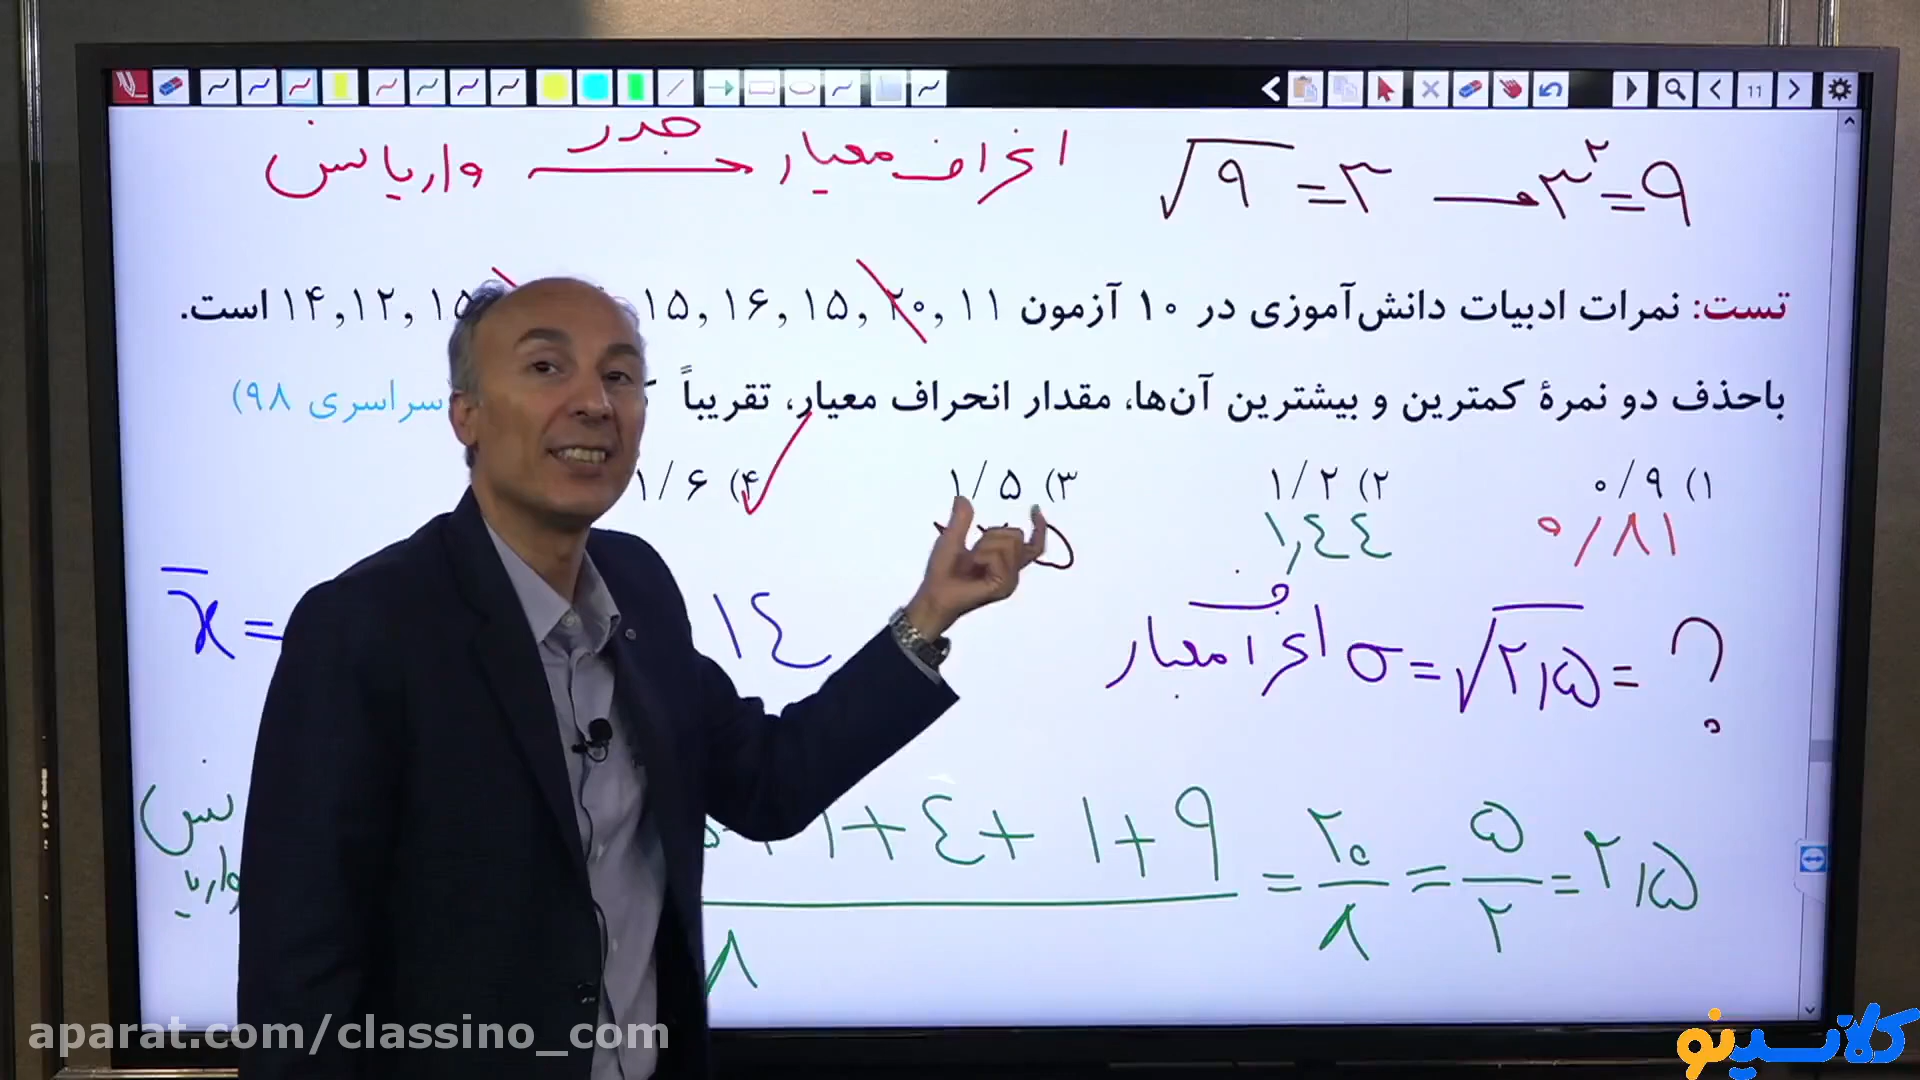 واریانس جذر انحراف معیار √۹ = ۳ → ۳² = ۹
تست: نمرات ادبیات دانش‌آموزی در ۱۰ آزمون ۱۱ ,۲۰ ,۱۵ ,۱۶ ,۱۵ ۱۵ ,۱۲ ,۱۴ است.
باحذف دو نمرهٔ کمترین و بیشترین آن‌ها، مقدار انحراف معیار، تقریباً سراسری ۹۸)
۱) ۰/۹ ۲) ۱/۲ ۳) ۱/۵ ۴) ۱/۶
۰/۸۱ ۱,۴۴
x̄ = ۱۴ انحراف معیار σ = √۲,۵ = ?
واریانس ۱+۴+۱+۹ / ۸ = ۲۰/۸ = ۵/۲ = ۲,۵
11
aparat.com/classino_com
کلاسینو